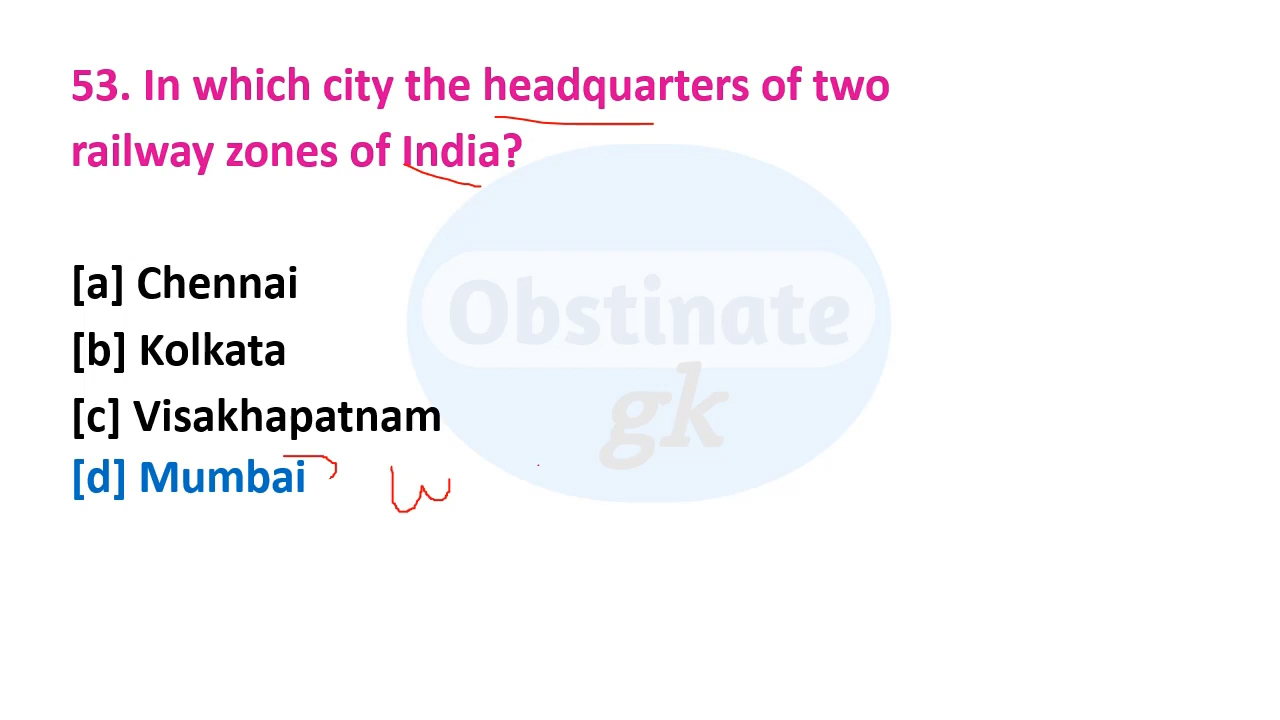 53. In which city the headquarters of two
railway zones of India?
[a] Chennai
[b] Kolkata
[c] Visakhapatnam
[d] Mumbai
W
Obstinate
gk